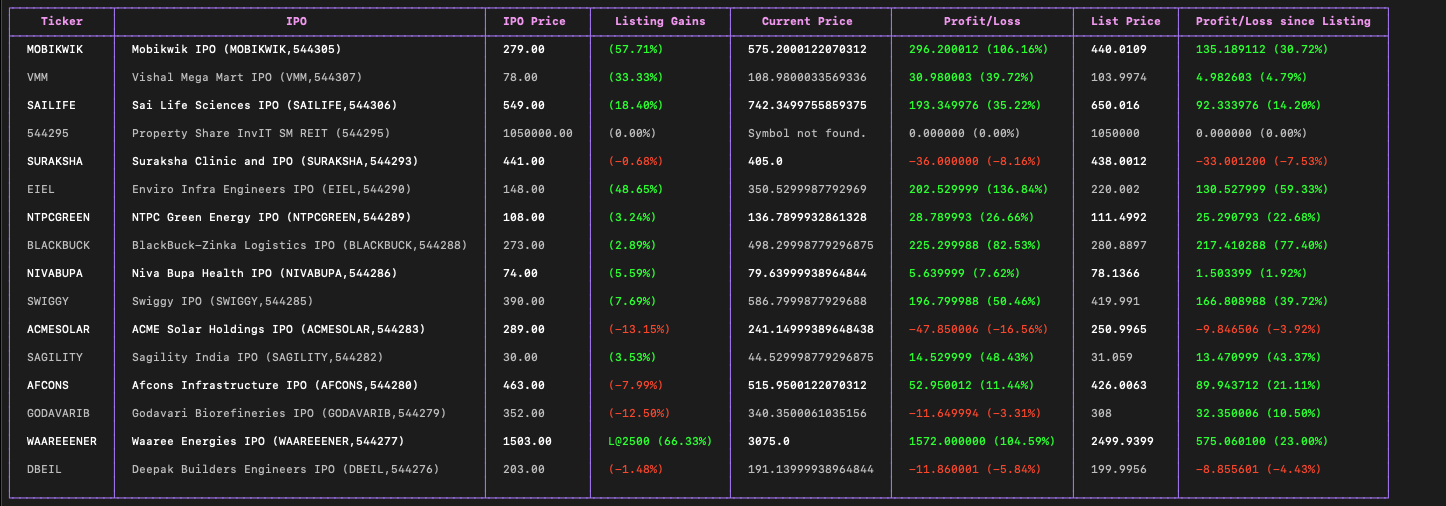 Ticker IPO IPO Price Listing Gains Current Price Profit/Loss List Price Profit/Loss since Listing
MOBIKWIK Mobikwik IPO (MOBIKWIK,544305) 279.00 (57.71%) 575.2000122070312 296.200012 (106.16%) 440.0109 135.189112 (30.72%)
VMM Vishal Mega Mart IPO (VMM,544307) 78.00 (33.33%) 108.9800033569336 30.980003 (39.72%) 103.9974 4.982603 (4.79%)
SAILIFE Sai Life Sciences IPO (SAILIFE,544306) 549.00 (18.40%) 742.3499755859375 193.349976 (35.22%) 650.016 92.333976 (14.20%)
544295 Property Share InvIT SM REIT (544295) 1050000.00 (0.00%) Symbol not found. 0.000000 (0.00%) 1050000 0.000000 (0.00%)
SURAKSHA Suraksha Clinic and IPO (SURAKSHA,544293) 441.00 (-0.68%) 405.0 -36.000000 (-8.16%) 438.0012 -33.001200 (-7.53%)
EIEL Enviro Infra Engineers IPO (EIEL,544290) 148.00 (48.65%) 350.5299987792969 202.529999 (136.84%) 220.002 130.527999 (59.33%)
NTPCGREEN NTPC Green Energy IPO (NTPCGREEN,544289) 108.00 (3.24%) 136.7899932861328 28.789993 (26.66%) 111.4992 25.290793 (22.68%)
BLACKBUCK BlackBuck-Zinka Logistics IPO (BLACKBUCK,544288) 273.00 (2.89%) 498.29998779296875 225.299988 (82.53%) 280.8897 217.410288 (77.40%)
NIVABUPA Niva Bupa Health IPO (NIVABUPA,544286) 74.00 (5.59%) 79.63999938964844 5.639999 (7.62%) 78.1366 1.503399 (1.92%)
SWIGGY Swiggy IPO (SWIGGY,544285) 390.00 (7.69%) 586.7999877929688 196.799988 (50.46%) 419.991 166.808988 (39.72%)
ACMESOLAR ACME Solar Holdings IPO (ACMESOLAR,544283) 289.00 (-13.15%) 241.14999389648438 -47.850006 (-16.56%) 250.9965 -9.846506 (-3.92%)
SAGILITY Sagility India IPO (SAGILITY,544282) 30.00 (3.53%) 44.529998779296875 14.529999 (48.43%) 31.059 13.470999 (43.37%)
AFCONS Afcons Infrastructure IPO (AFCONS,544280) 463.00 (-7.99%) 515.9500122070312 52.950012 (11.44%) 426.0063 89.943712 (21.11%)
GODAVARIB Godavari Biorefineries IPO (GODAVARIB,544279) 352.00 (-12.50%) 340.3500061035156 -11.649994 (-3.31%) 308 32.350006 (10.50%)
WAAREEENER Waaree Energies IPO (WAAREEENER,544277) 1503.00 L@2500 (66.33%) 3075.0 1572.000000 (104.59%) 2499.9399 575.060100 (23.00%)
DBEIL Deepak Builders Engineers IPO (DBEIL,544276) 203.00 (-1.48%) 191.13999938964844 -11.860001 (-5.84%) 199.9956 -8.855601 (-4.43%)